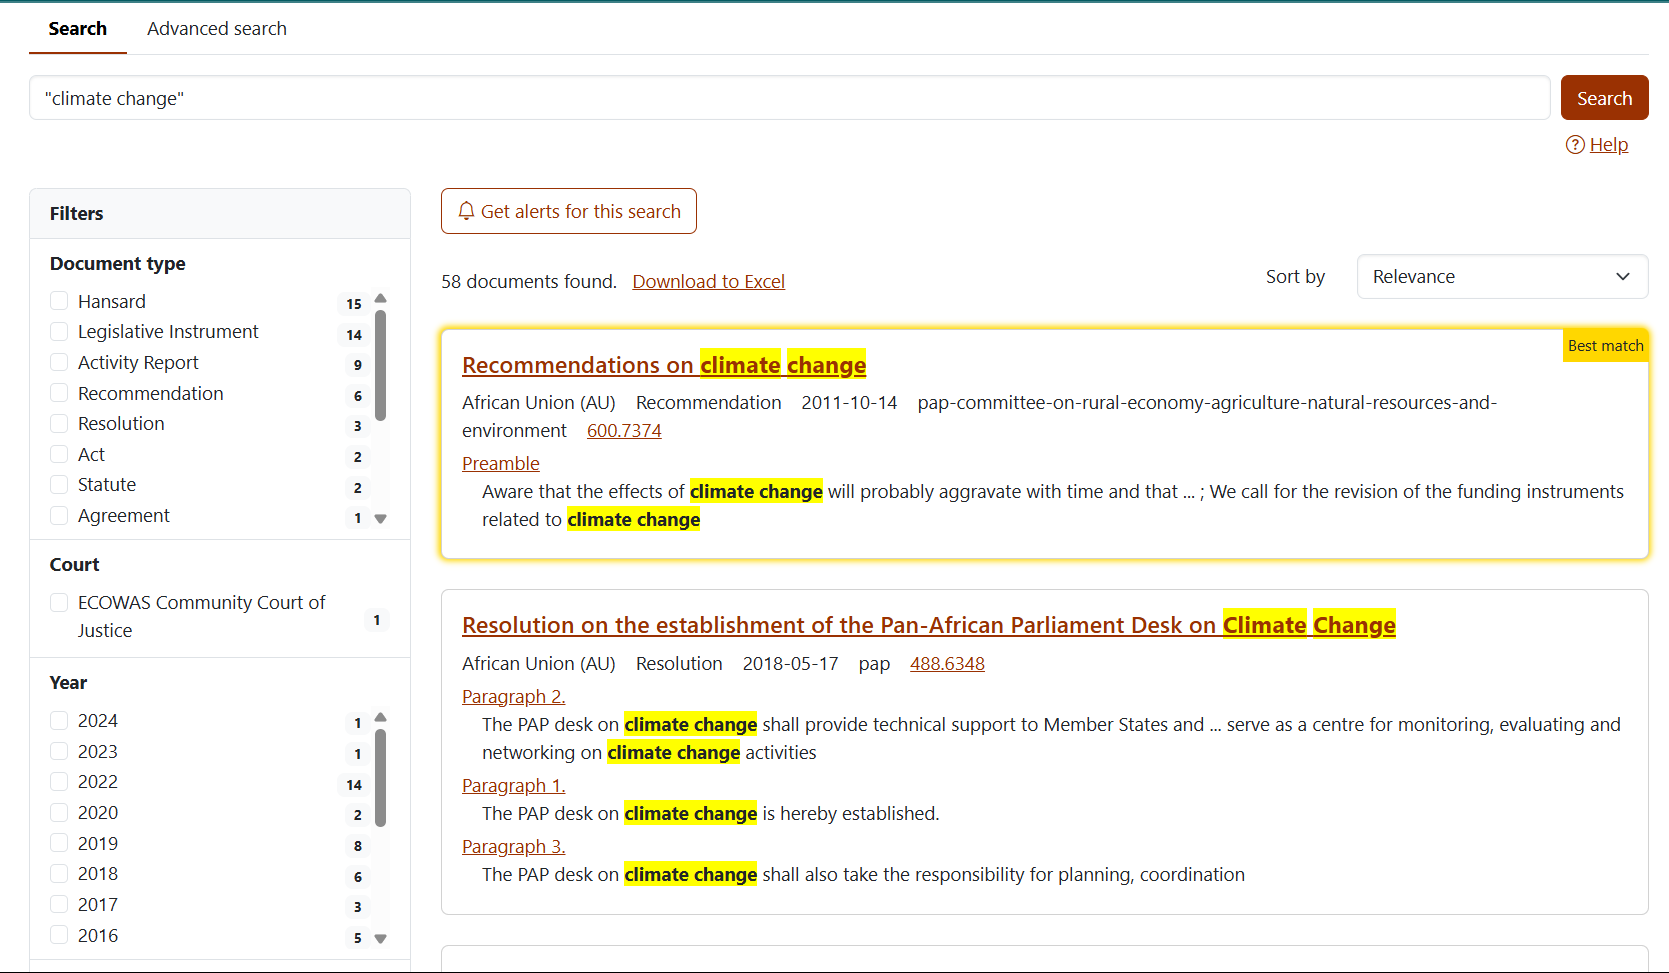 Search Advanced search
"climate change" Search
Help
Filters
Document type
Hansard 15
Legislative Instrument 14
Activity Report 9
Recommendation 6
Resolution 3
Act 2
Statute 2
Agreement 1
Court
ECOWAS Community Court of
Justice 1
Year
2024 1
2023 1
2022 14
2020 2
2019 8
2018 6
2017 3
2016 5
Get alerts for this search
58 documents found. Download to Excel
Sort by Relevance
Best match
Recommendations on climate change
African Union (AU) Recommendation 2011-10-14 pap-committee-on-rural-economy-agriculture-natural-resources-and-
environment 600.7374
Preamble
Aware that the effects of climate change will probably aggravate with time and that ... ; We call for the revision of the funding instruments
related to climate change
Resolution on the establishment of the Pan-African Parliament Desk on Climate Change
African Union (AU) Resolution 2018-05-17 pap 488.6348
Paragraph 2.
The PAP desk on climate change shall provide technical support to Member States and ... serve as a centre for monitoring, evaluating and
networking on climate change activities
Paragraph 1.
The PAP desk on climate change is hereby established.
Paragraph 3.
The PAP desk on climate change shall also take the responsibility for planning, coordination